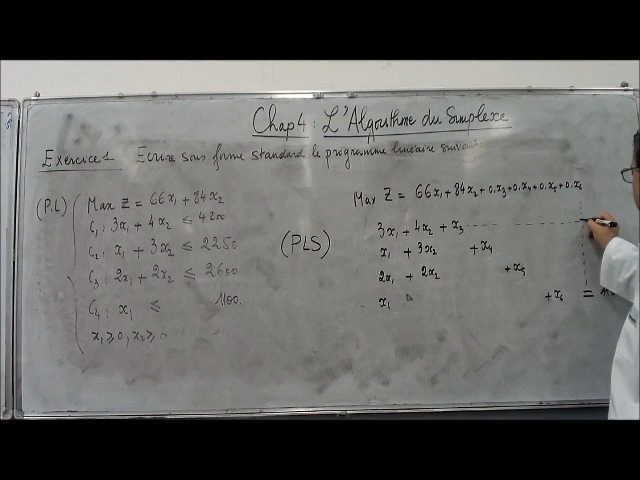 Chap 4 : L'Algorithme du Simplexe
Exercice 1 Ecrire sous forme standard le programme linéaire suivant:
(P.L)
Max Z = 66x₁ + 84x₂
C₁ : 3x₁ + 4x₂ ≤ 4200
C₂ : x₁ + 3x₂ ≤ 2250
C₃ : 2x₁ + 2x₂ ≤ 2600
C₄ : x₁ ≤ 1100.
x₁ ≥ 0, x₂ ≥ 0
(PLS)
Max Z = 66x₁ + 84x₂ + 0.x₃ + 0.x₄ + 0.x₅ + 0.x₆
3x₁ + 4x₂ + x₃
x₁ + 3x₂ + x₄
2x₁ + 2x₂ + x₅
x₁ + x₆ =